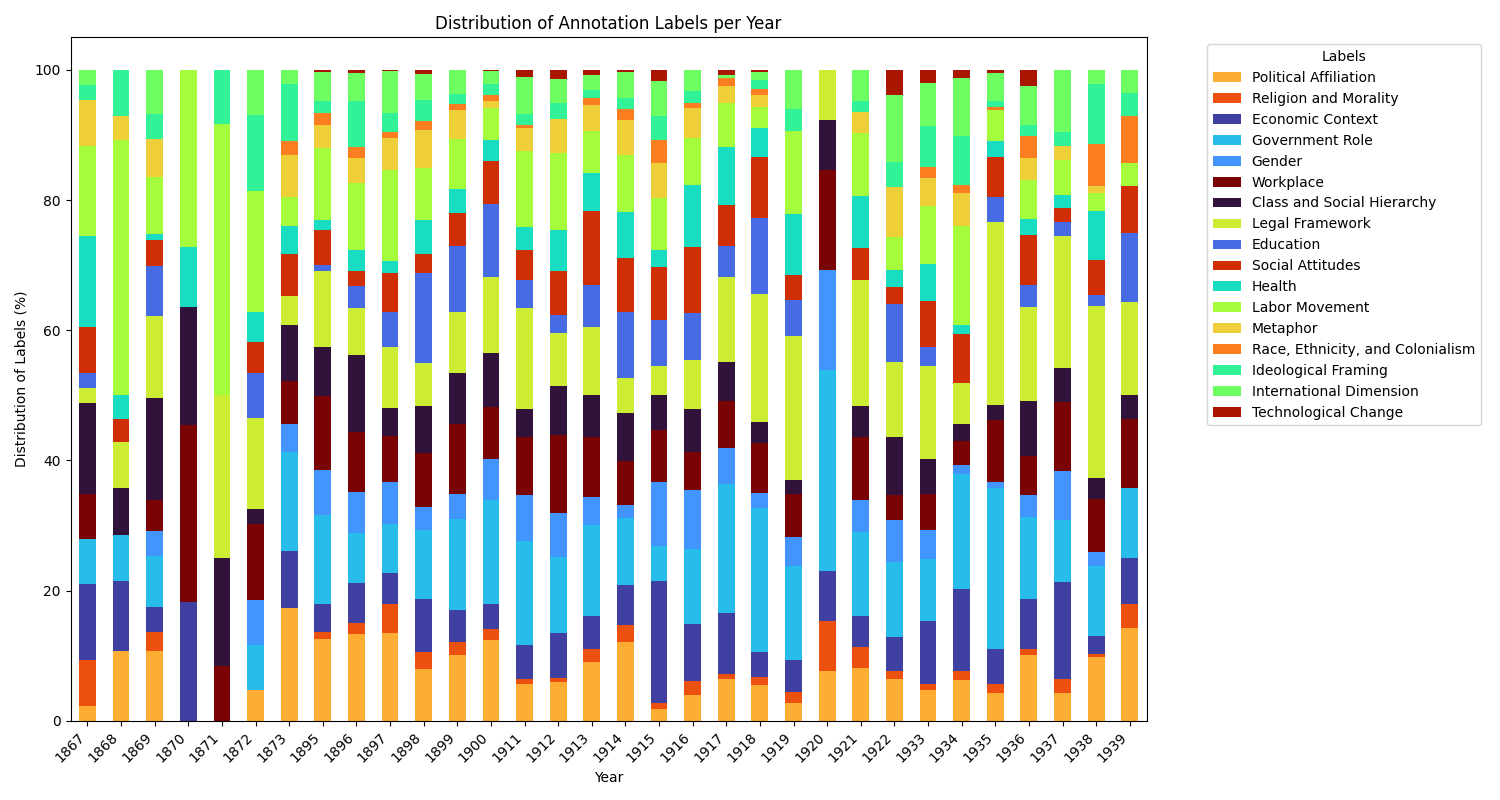 Distribution of Annotation Labels per Year
Distribution of Labels (%)
100
80
60
40
20
0
1867
1868
1869
1870
1871
1872
1873
1895
1896
1897
1898
1899
1900
1911
1912
1913
1914
1915
1916
1917
1918
1919
1920
1921
1922
1933
1934
1935
1936
1937
1938
1939
Year
Labels
Political Affiliation
Religion and Morality
Economic Context
Government Role
Gender
Workplace
Class and Social Hierarchy
Legal Framework
Education
Social Attitudes
Health
Labor Movement
Metaphor
Race, Ethnicity, and Colonialism
Ideological Framing
International Dimension
Technological Change